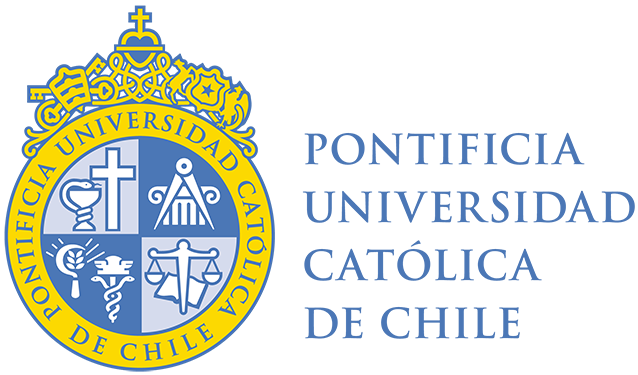 PONTIFICIA UNIVERSIDAD CATÓLICA
DE CHILE
PONTIFICIA
UNIVERSIDAD
CATÓLICA
DE CHILE